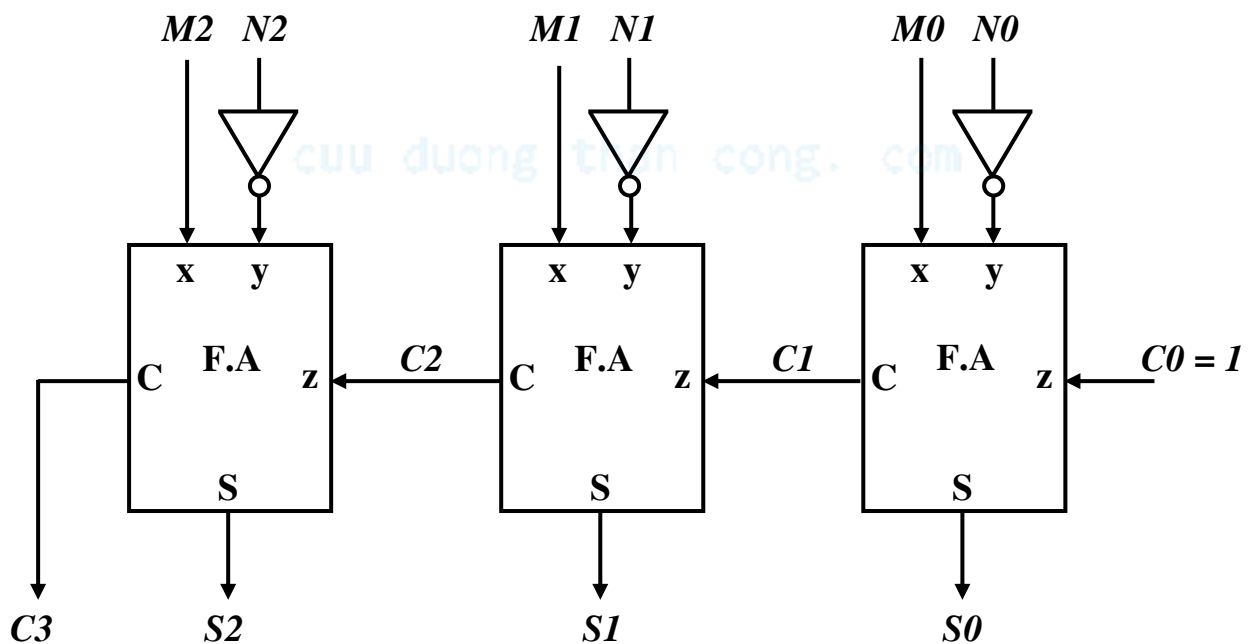 M2 N2 M1 N1 M0 N0
cuu duong than cong. com
x y x y x y
C F.A z C2 C F.A z C1 C F.A z C0 = 1
S S S
C3 S2 S1 S0